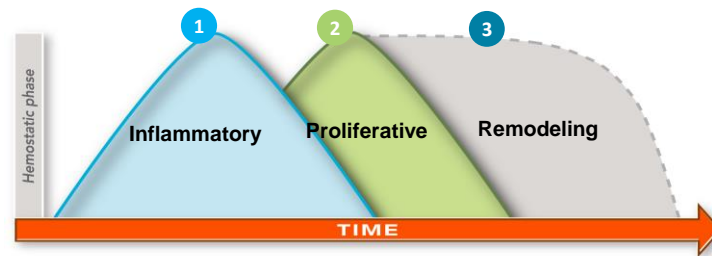 1
2
3
Hemostatic phase
Inflammatory
Proliferative
Remodeling
TIME